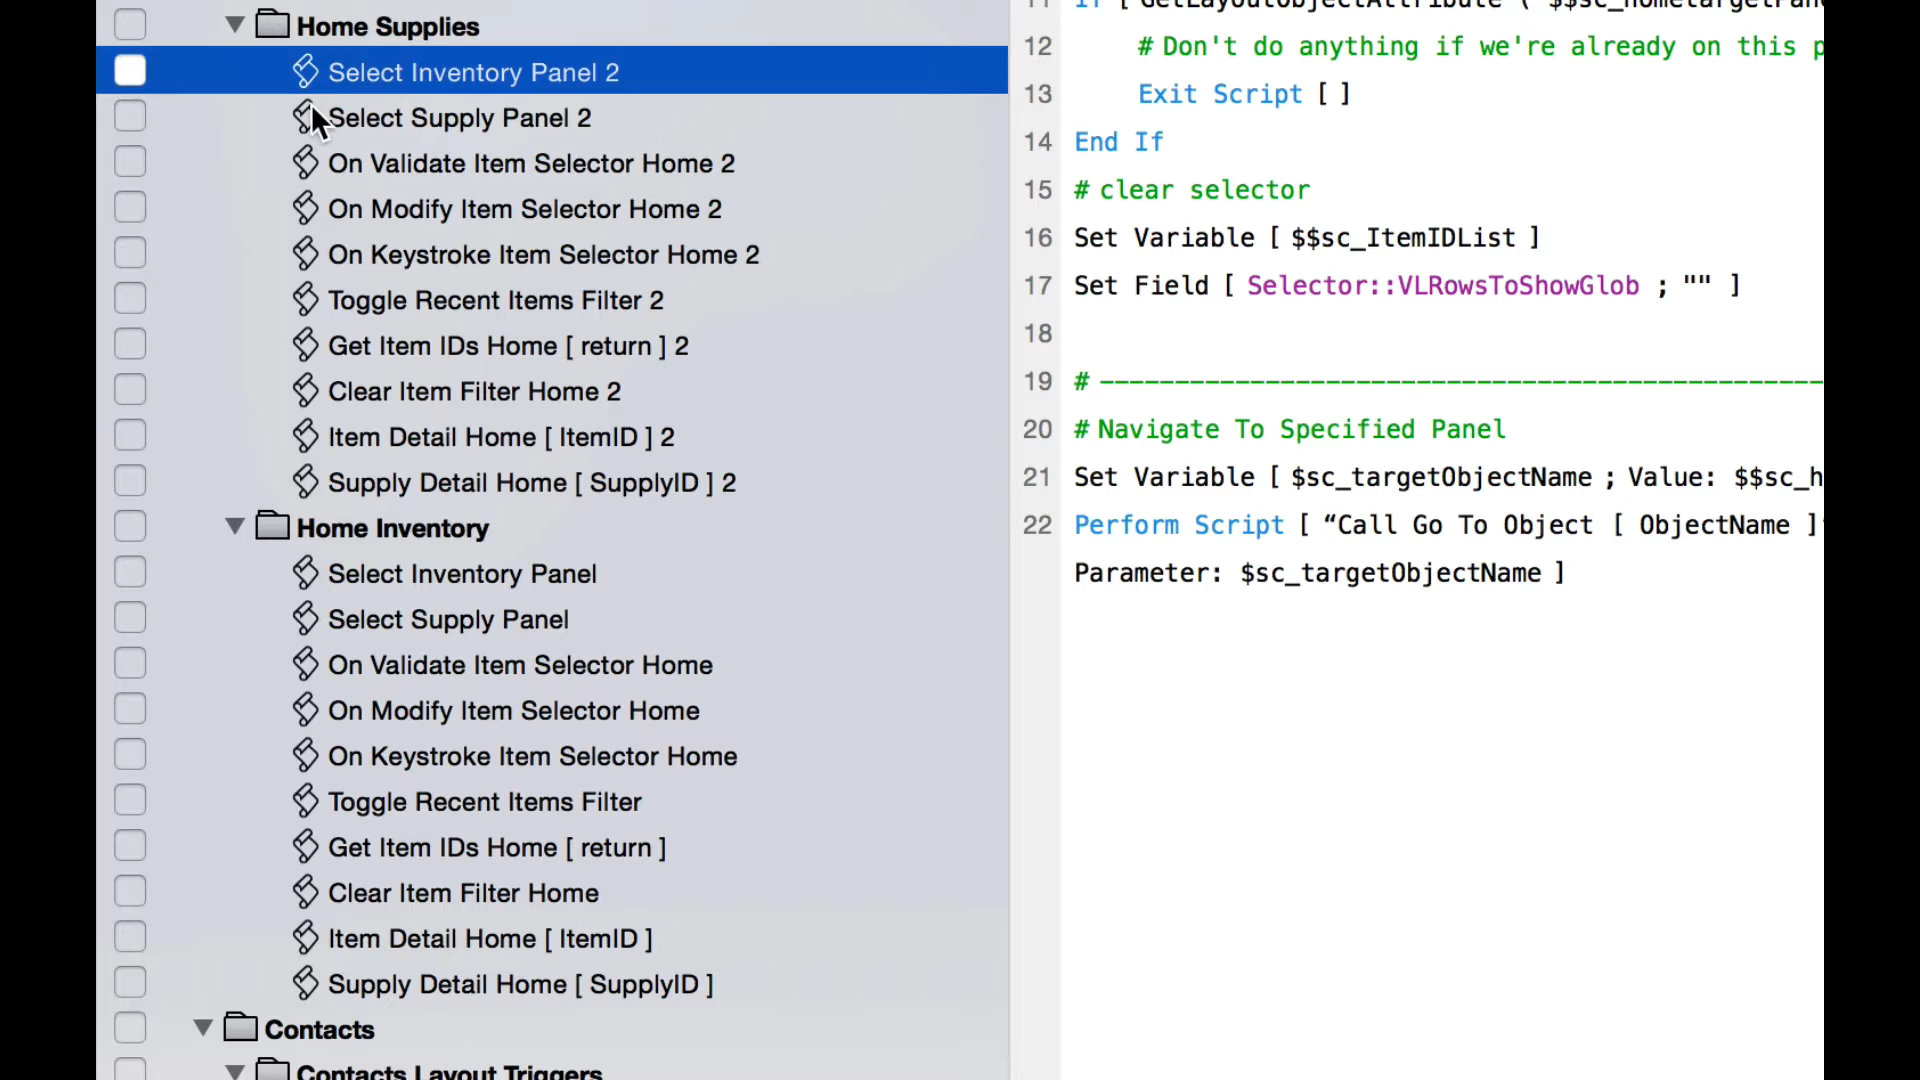 Home Supplies
Select Inventory Panel 2
Select Supply Panel 2
On Validate Item Selector Home 2
On Modify Item Selector Home 2
On Keystroke Item Selector Home 2
Toggle Recent Items Filter 2
Get Item IDs Home [ return ] 2
Clear Item Filter Home 2
Item Detail Home [ ItemID ] 2
Supply Detail Home [ SupplyID ] 2
Home Inventory
Select Inventory Panel
Select Supply Panel
On Validate Item Selector Home
On Modify Item Selector Home
On Keystroke Item Selector Home
Toggle Recent Items Filter
Get Item IDs Home [ return ]
Clear Item Filter Home
Item Detail Home [ ItemID ]
Supply Detail Home [ SupplyID ]
Contacts
Contacts Layout Triggers
11 If [ GetLayoutObjectAttribute ( $$sc_hometargetPan
12 # Don't do anything if we're already on this p
13 Exit Script [ ]
14 End If
15 # clear selector
16 Set Variable [ $$sc_ItemIDList ]
17 Set Field [ Selector::VLRowsToShowGlob ; "" ]
18
19 # ------------------------------------------------
20 # Navigate To Specified Panel
21 Set Variable [ $sc_targetObjectName ; Value: $$sc_h
22 Perform Script [ “Call Go To Object [ ObjectName ]
Parameter: $sc_targetObjectName ]